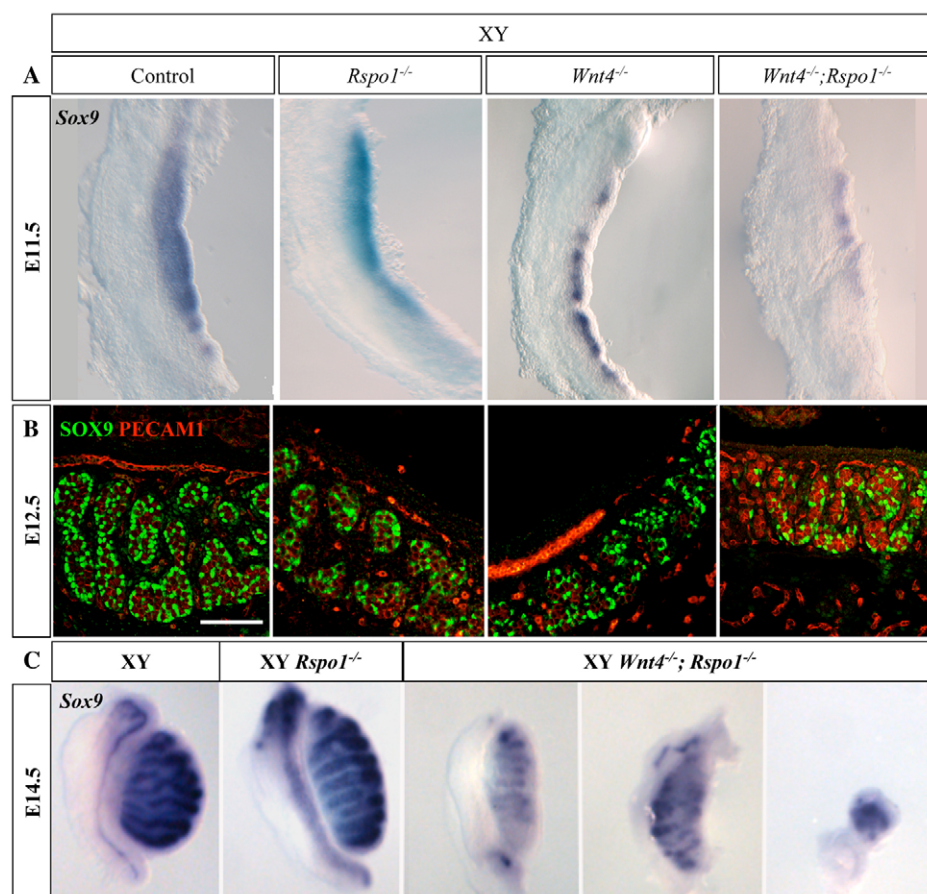 XY
A Control Rspo1-/- Wnt4-/- Wnt4-/-;Rspo1-/-
Sox9
E11.5
B
SOX9 PECAM1
E12.5
C XY XY Rspo1-/- XY Wnt4-/-; Rspo1-/-
Sox9
E14.5